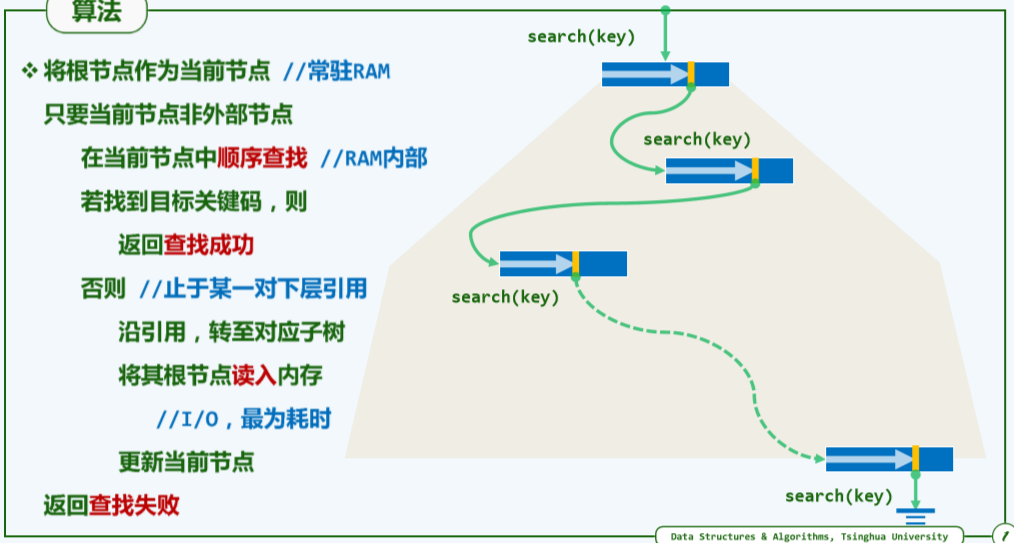 算法
❖ 将根节点作为当前节点 //常驻RAM
只要当前节点非外部节点
在当前节点中顺序查找 //RAM内部
若找到目标关键码，则
返回查找成功
否则 //止于某一对下层引用
沿引用，转至对应子树
将其根节点读入内存
//I/O，最为耗时
更新当前节点
返回查找失败
search(key)
search(key)
search(key)
search(key)
Data Structures & Algorithms, Tsinghua University